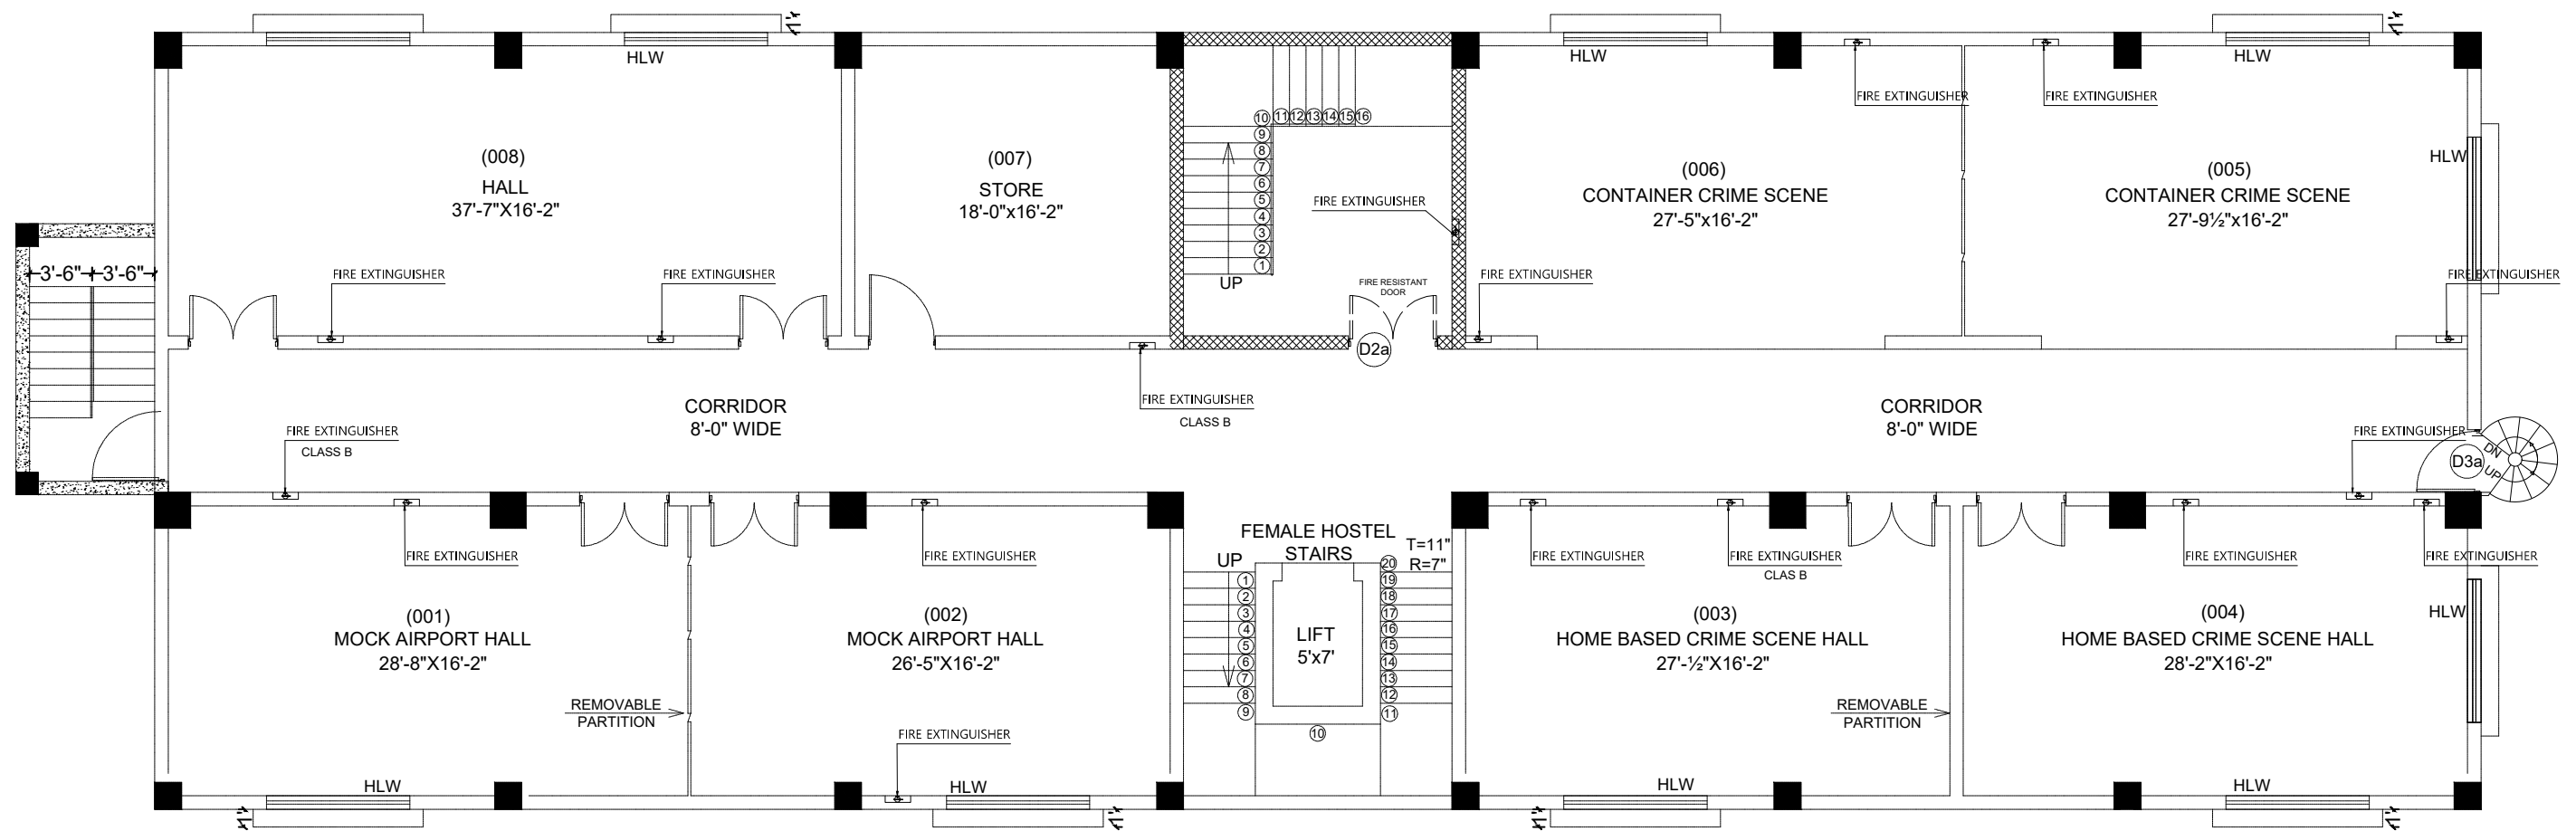 1'
1'
HLW
HLW
HLW
FIRE EXTINGUISHER
FIRE EXTINGUISHER
10 11 12 13 14 15 16
9
8
7
6
5
4
3
2
1
UP
(008)
HALL
37'-7"X16'-2"
(007)
STORE
18'-0"x16'-2"
(006)
CONTAINER CRIME SCENE
27'-5"x16'-2"
(005)
CONTAINER CRIME SCENE
27'-9½"x16'-2"
HLW
FIRE EXTINGUISHER
3'-6" 3'-6"
FIRE EXTINGUISHER
FIRE EXTINGUISHER
FIRE RESISTANT
DOOR
FIRE EXTINGUISHER
FIRE EXTINGUISHER
D2a
CORRIDOR
8'-0" WIDE
FIRE EXTINGUISHER
CLASS B
FIRE EXTINGUISHER
CLASS B
CORRIDOR
8'-0" WIDE
FIRE EXTINGUISHER
D3a
DN
UP
FIRE EXTINGUISHER
FIRE EXTINGUISHER
FEMALE HOSTEL
STAIRS
UP
T=11"
R=7"
1
2
3
4
5
6
7
8
9
10
20
19
18
17
16
15
14
13
12
11
LIFT
5'x7'
FIRE EXTINGUISHER
FIRE EXTINGUISHER
CLAS B
FIRE EXTINGUISHER
FIRE EXTINGUISHER
(001)
MOCK AIRPORT HALL
28'-8"X16'-2"
(002)
MOCK AIRPORT HALL
26'-5"X16'-2"
(003)
HOME BASED CRIME SCENE HALL
27'-½"X16'-2"
(004)
HOME BASED CRIME SCENE HALL
28'-2"X16'-2"
HLW
REMOVABLE
PARTITION
REMOVABLE
PARTITION
FIRE EXTINGUISHER
HLW
HLW
HLW
HLW
1'
1'
1'
1'